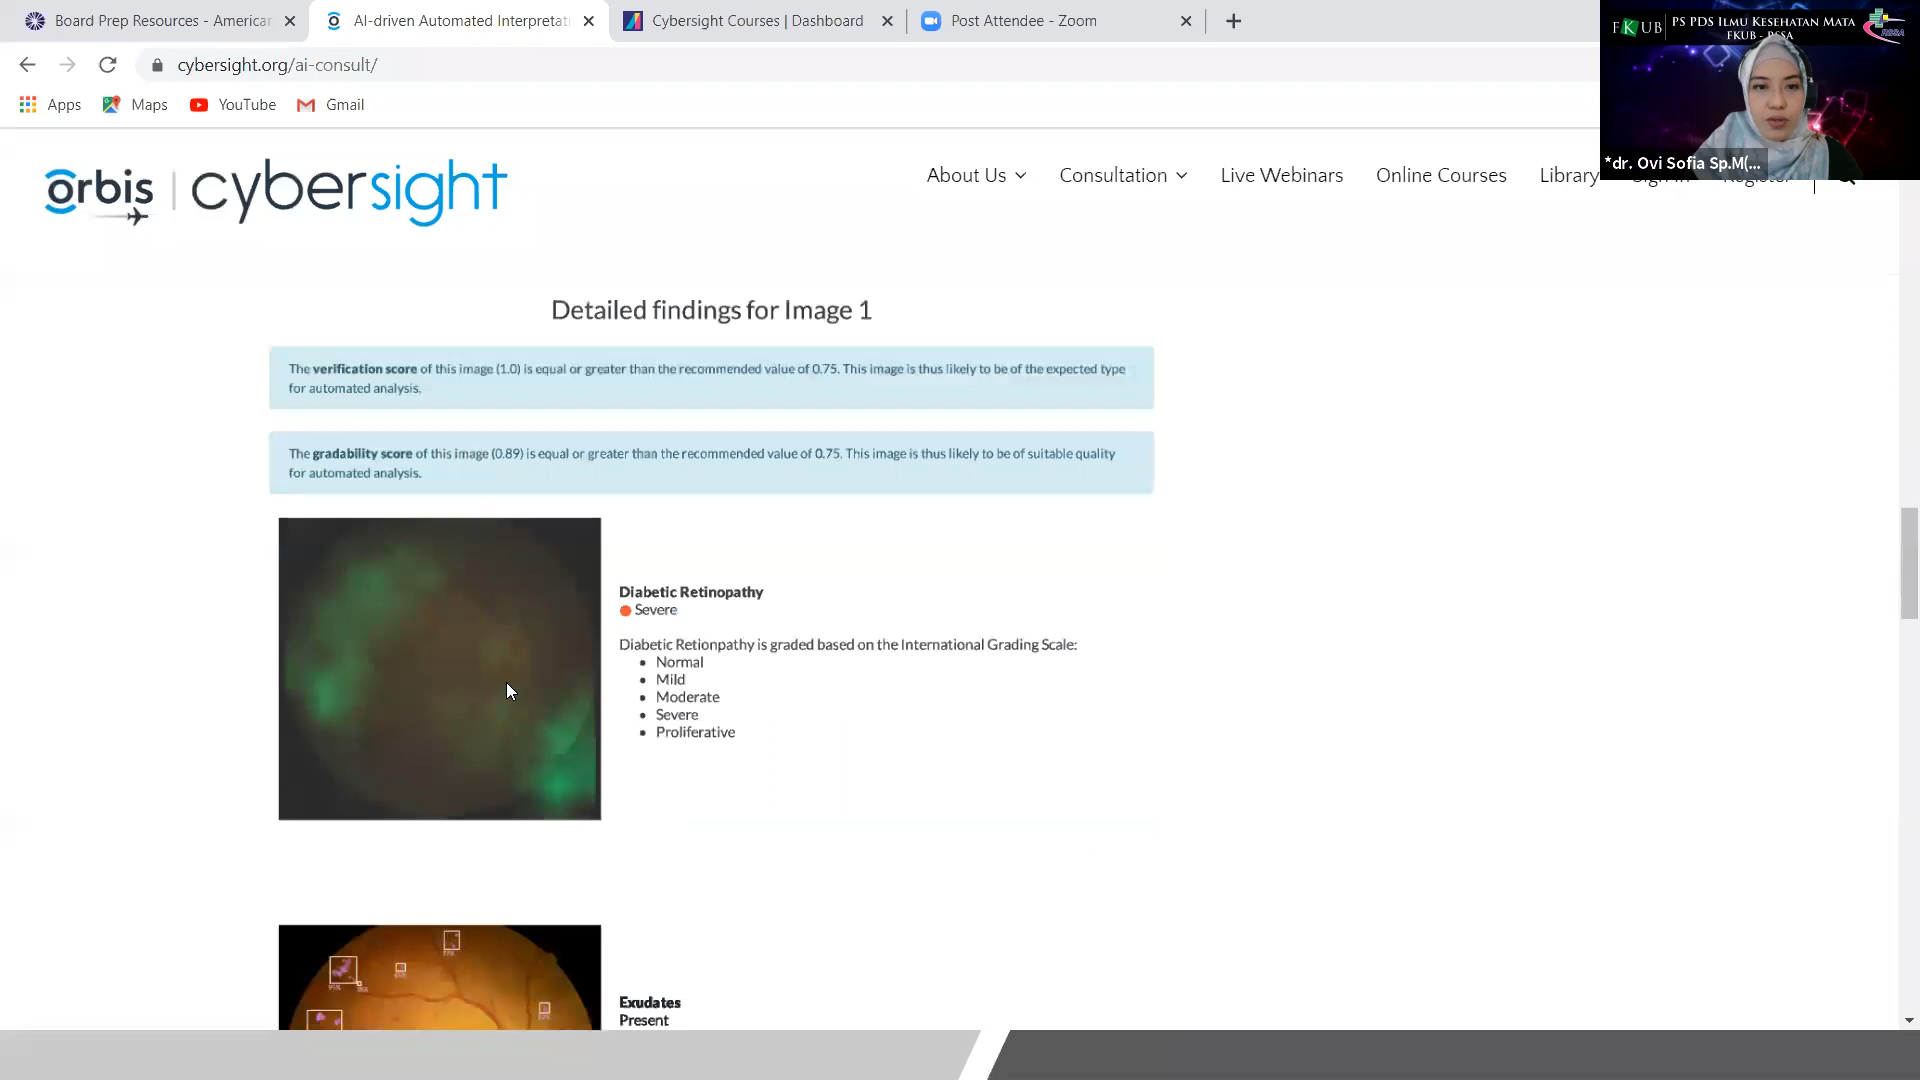 Board Prep Resources - American
AI-driven Automated Interpretat
Cybersight Courses | Dashboard
Post Attendee - Zoom
cybersight.org/ai-consult/
Apps
Maps
YouTube
Gmail
FKUB
PS PDS ILMU KESEHATAN MATA
FKUB - RSSA
RSSA
*dr. Ovi Sofia Sp.M(...
orbis | cybersight
About Us
Consultation
Live Webinars
Online Courses
Library
Sign In
Register
Detailed findings for Image 1
The verification score of this image (1.0) is equal or greater than the recommended value of 0.75. This image is thus likely to be of the expected type
for automated analysis.
The gradability score of this image (0.89) is equal or greater than the recommended value of 0.75. This image is thus likely to be of suitable quality
for automated analysis.
Diabetic Retinopathy
Severe
Diabetic Retionpathy is graded based on the International Grading Scale:
• Normal
• Mild
• Moderate
• Severe
• Proliferative
Exudates
Present